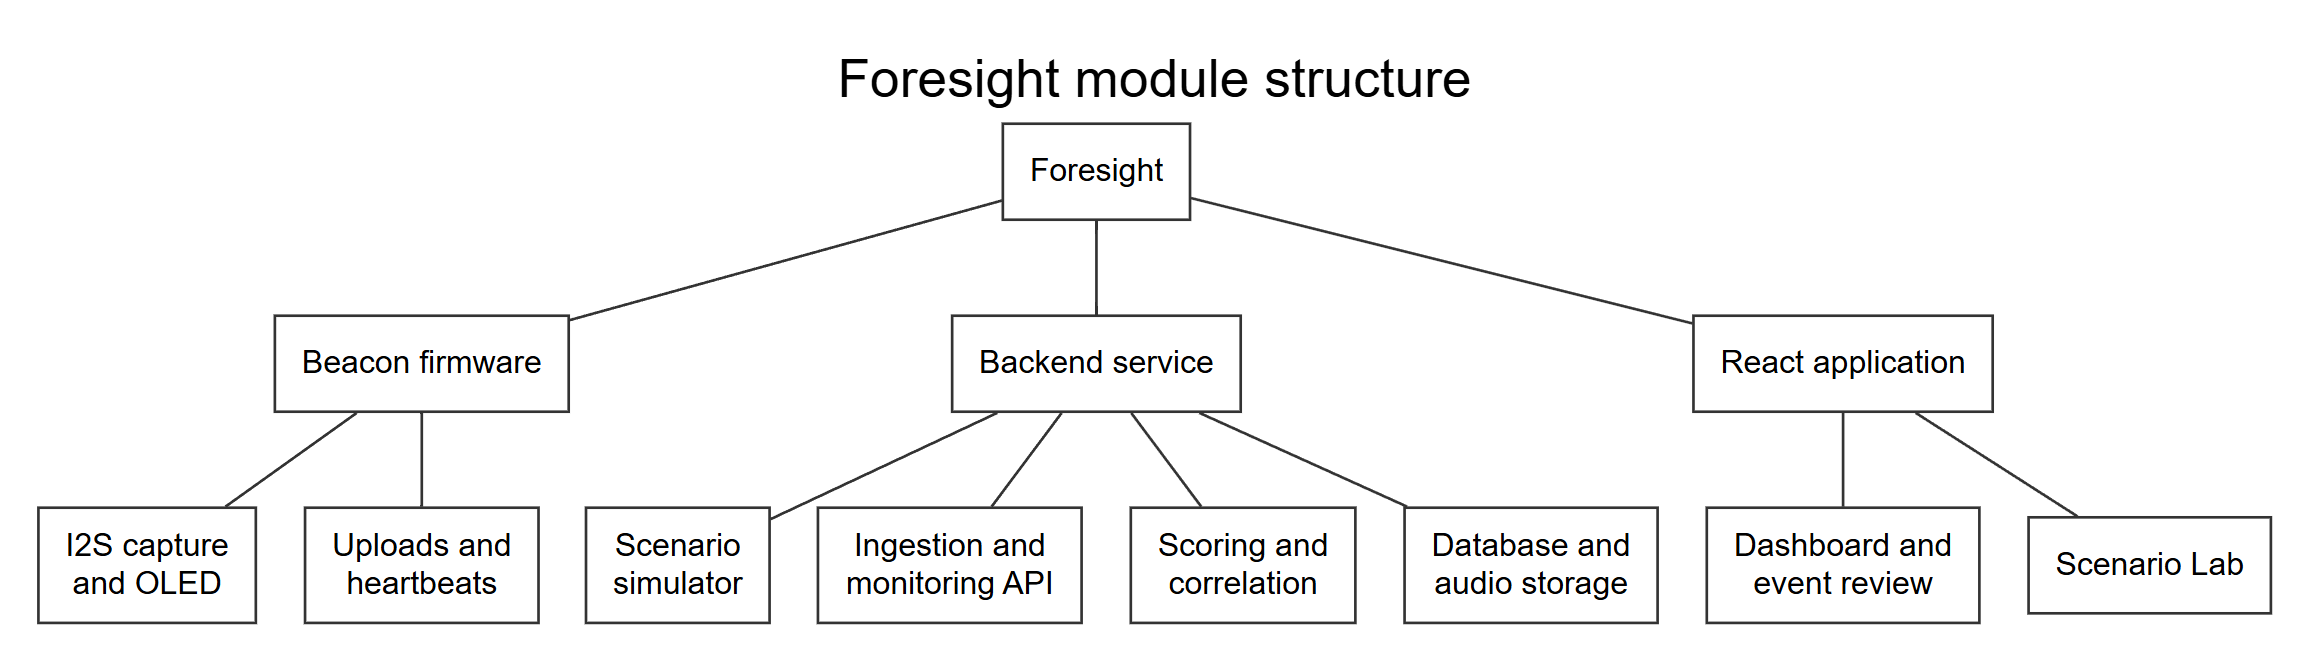 Foresight module structure
Foresight
Beacon firmware
Backend service
React application
I2S capture
and OLED
Uploads and
heartbeats
Scenario
simulator
Ingestion and
monitoring API
Scoring and
correlation
Database and
audio storage
Dashboard and
event review
Scenario Lab